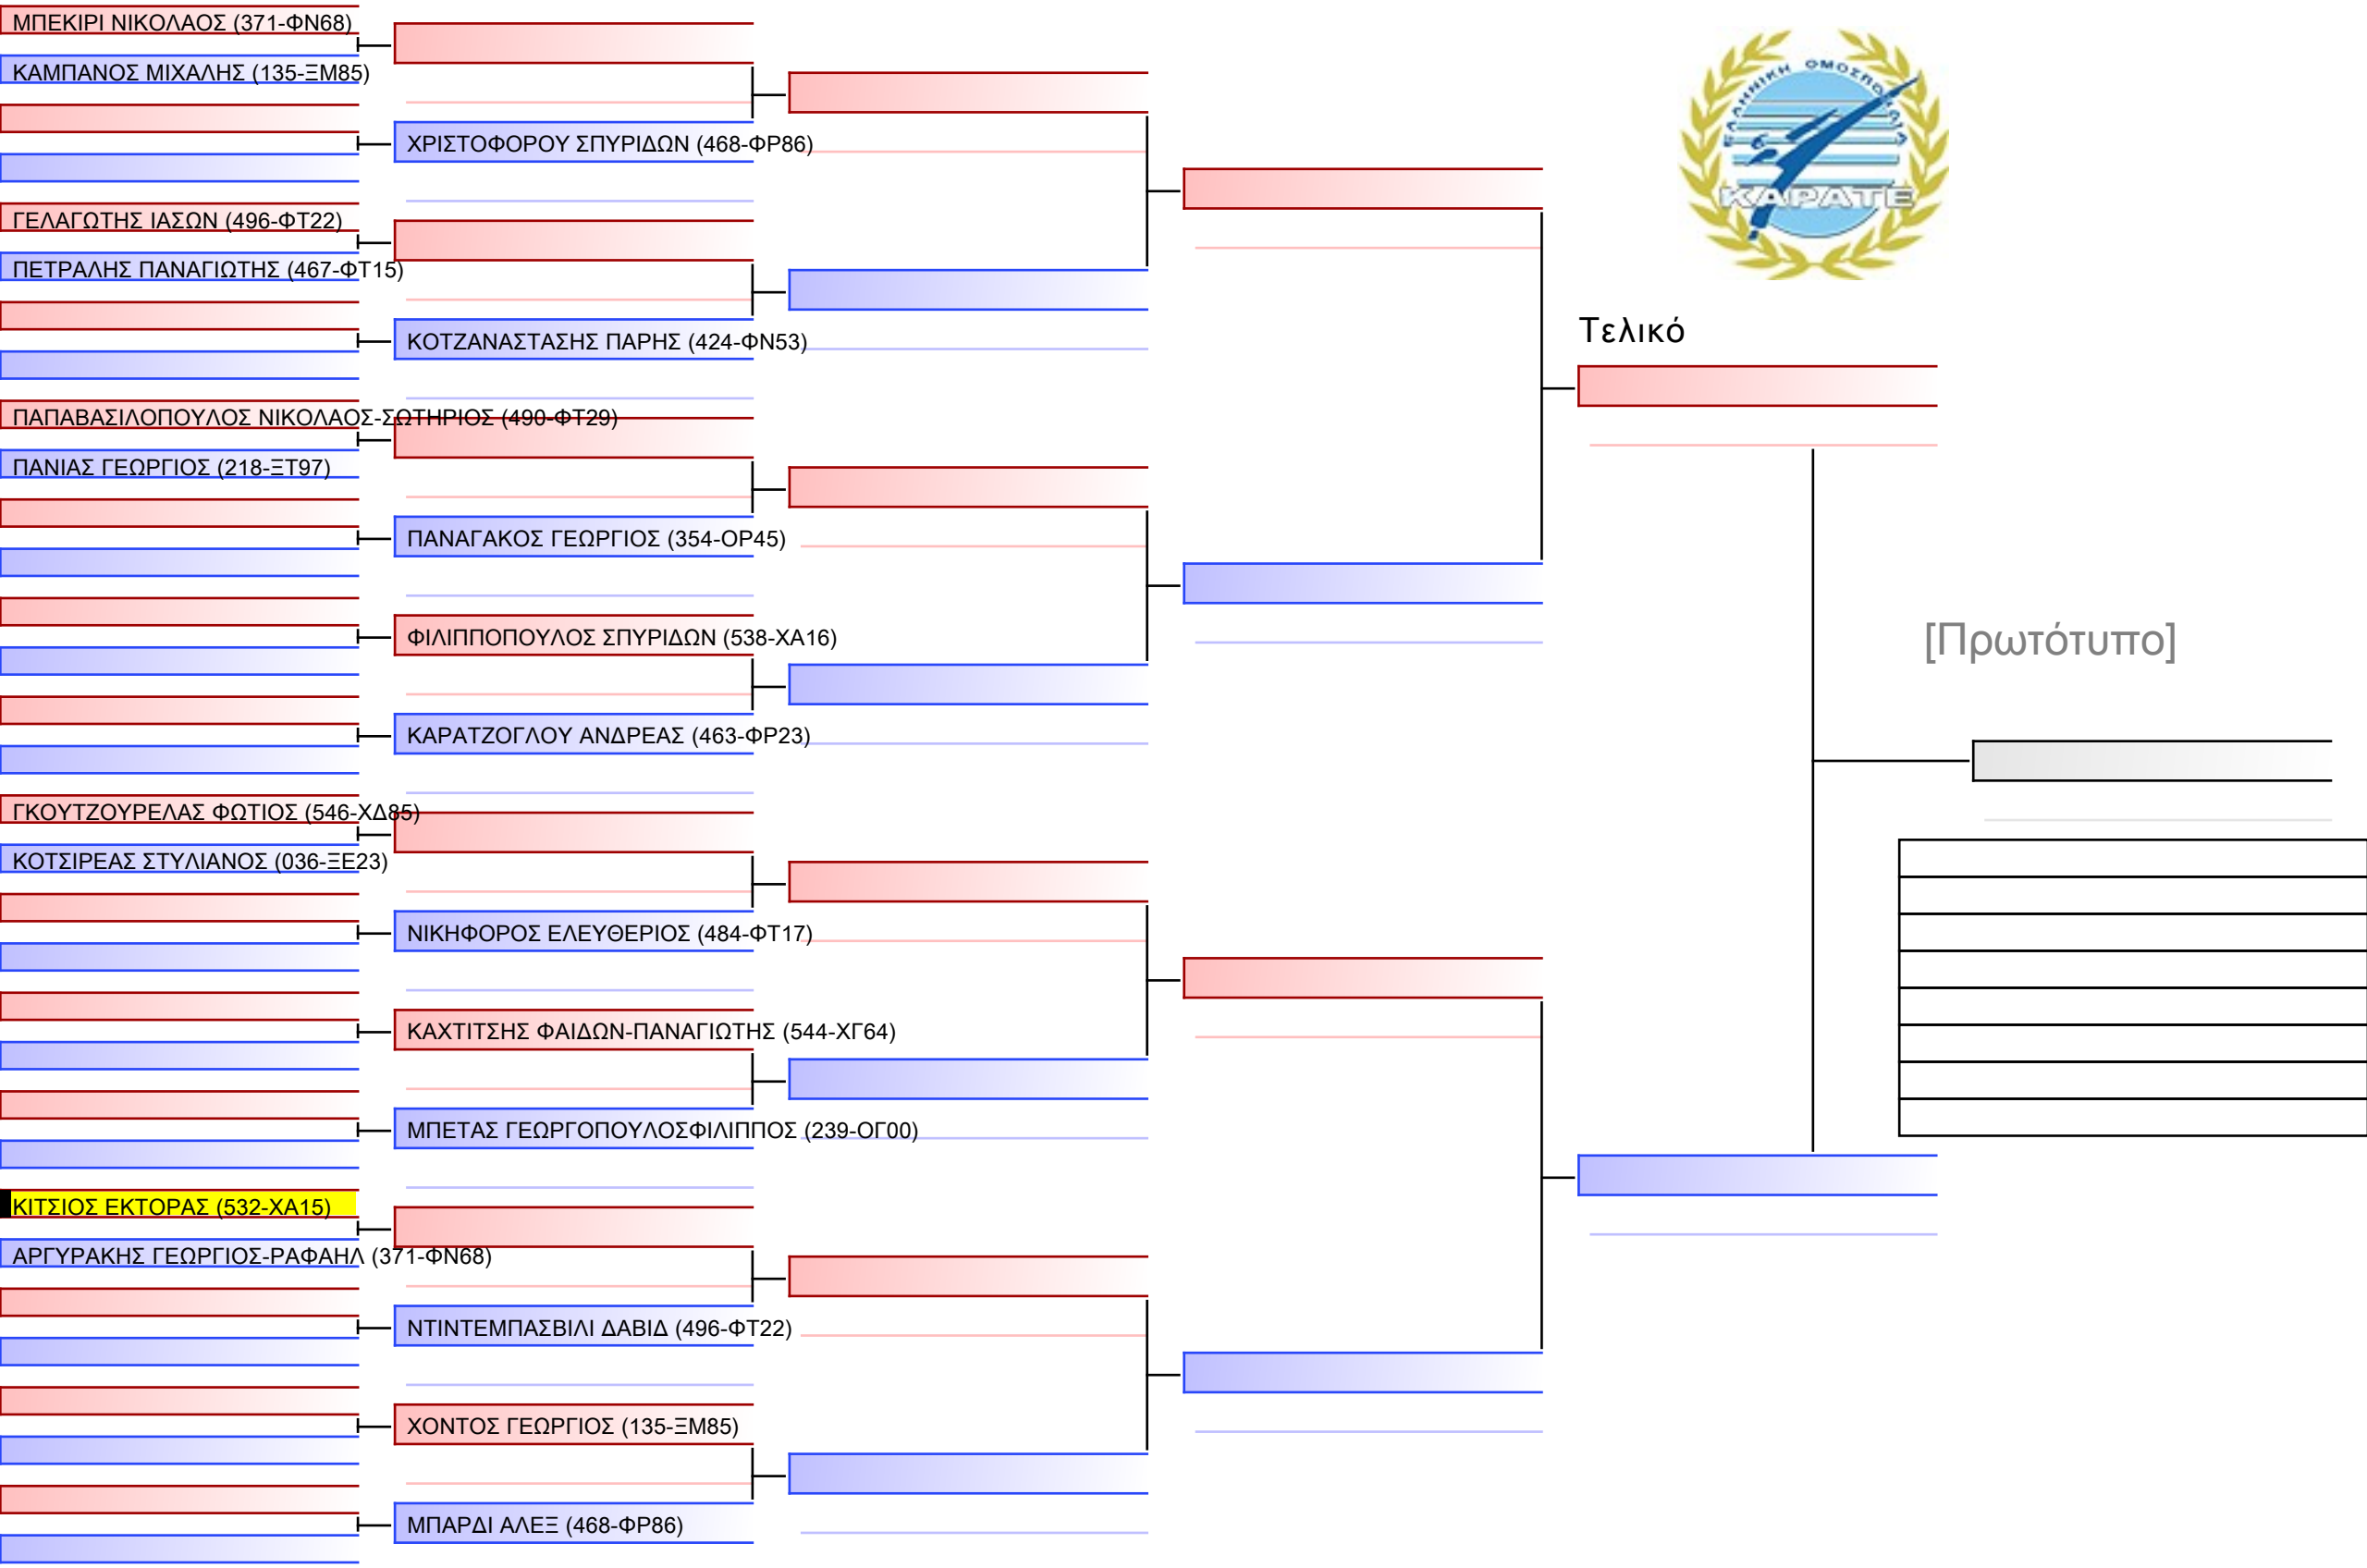 ΜΠΕΚΙΡΙ ΝΙΚΟΛΑΟΣ (371-ΦΝ68)
ΚΑΜΠΑΝΟΣ ΜΙΧΑΛΗΣ (135-ΞΜ85)
ΧΡΙΣΤΟΦΟΡΟΥ ΣΠΥΡΙΔΩΝ (468-ΦΡ86)
ΓΕΛΑΓΩΤΗΣ ΙΑΣΩΝ (496-ΦΤ22)
ΠΕΤΡΑΛΗΣ ΠΑΝΑΓΙΩΤΗΣ (467-ΦΤ15)
ΚΟΤΖΑΝΑΣΤΑΣΗΣ ΠΑΡΗΣ (424-ΦΝ53)
ΠΑΠΑΒΑΣΙΛΟΠΟΥΛΟΣ ΝΙΚΟΛΑΟΣ-ΣΩΤΗΡΙΟΣ (490-ΦΤ29)
ΠΑΝΙΑΣ ΓΕΩΡΓΙΟΣ (218-ΞΤ97)
ΠΑΝΑΓΑΚΟΣ ΓΕΩΡΓΙΟΣ (354-ΟΡ45)
ΦΙΛΙΠΠΟΠΟΥΛΟΣ ΣΠΥΡΙΔΩΝ (538-ΧΑ16)
ΚΑΡΑΤΖΟΓΛΟΥ ΑΝΔΡΕΑΣ (463-ΦΡ23)
ΓΚΟΥΤΖΟΥΡΕΛΑΣ ΦΩΤΙΟΣ (546-ΧΔ85)
ΚΟΤΣΙΡΕΑΣ ΣΤΥΛΙΑΝΟΣ (036-ΞΕ23)
ΝΙΚΗΦΟΡΟΣ ΕΛΕΥΘΕΡΙΟΣ (484-ΦΤ17)
ΚΑΧΤΙΤΣΗΣ ΦΑΙΔΩΝ-ΠΑΝΑΓΙΩΤΗΣ (544-ΧΓ64)
ΜΠΕΤΑΣ ΓΕΩΡΓΟΠΟΥΛΟΣΦΙΛΙΠΠΟΣ (239-ΟΓ00)
ΚΙΤΣΙΟΣ ΕΚΤΟΡΑΣ (532-ΧΑ15)
ΑΡΓΥΡΑΚΗΣ ΓΕΩΡΓΙΟΣ-ΡΑΦΑΗΛ (371-ΦΝ68)
ΝΤΙΝΤΕΜΠΑΣΒΙΛΙ ΔΑΒΙΔ (496-ΦΤ22)
ΧΟΝΤΟΣ ΓΕΩΡΓΙΟΣ (135-ΞΜ85)
ΜΠΑΡΔΙ ΑΛΕΞ (468-ΦΡ86)
ΕΛΛΗΝΙΚΗ ΟΜΟΣΠΟΝΔΙΑ
ΚΑΡΑΤΕ
Τελικό
[Πρωτότυπο]